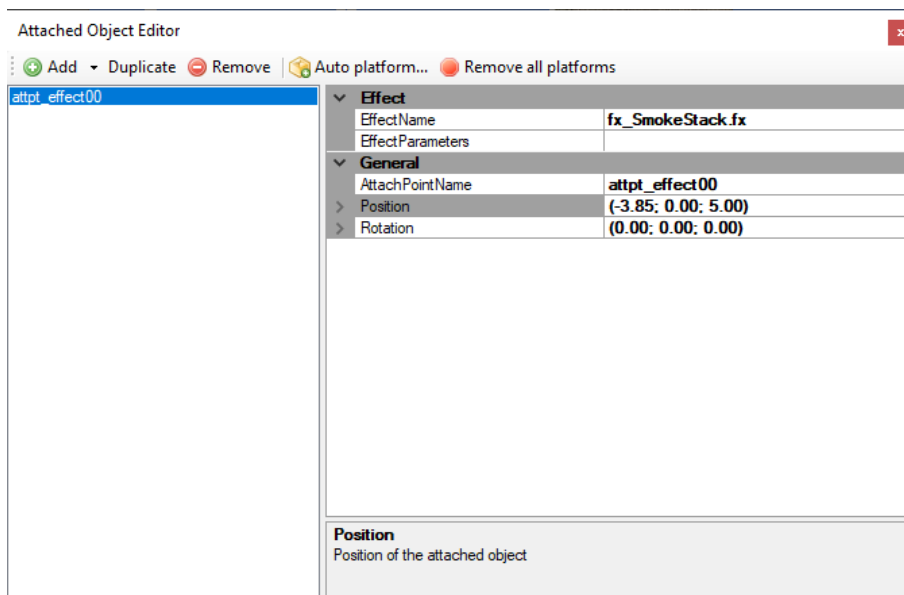 Attached Object Editor
x
Add Duplicate Remove Auto platform... Remove all platforms
attpt_effect00
Effect
EffectName fx_SmokeStack.fx
EffectParameters
General
AttachPointName attpt_effect00
Position (-3.85; 0.00; 5.00)
Rotation (0.00; 0.00; 0.00)
Position
Position of the attached object